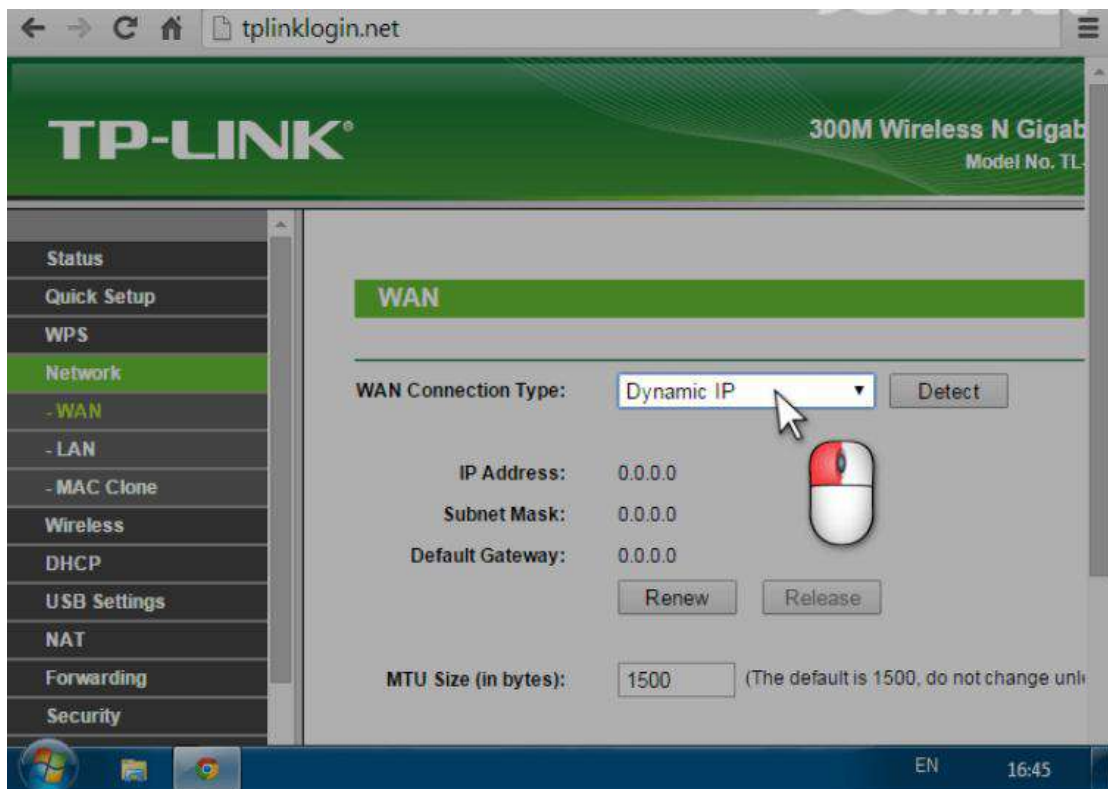 tplinklogin.net
TP-LINK®
300M Wireless N Gigab
Model No. TL-
Status
Quick Setup
WPS
Network
- WAN
- LAN
- MAC Clone
Wireless
DHCP
USB Settings
NAT
Forwarding
Security
WAN
WAN Connection Type: Dynamic IP Detect
IP Address: 0.0.0.0
Subnet Mask: 0.0.0.0
Default Gateway: 0.0.0.0
Renew Release
MTU Size (in bytes): 1500 (The default is 1500, do not change
EN 16:45